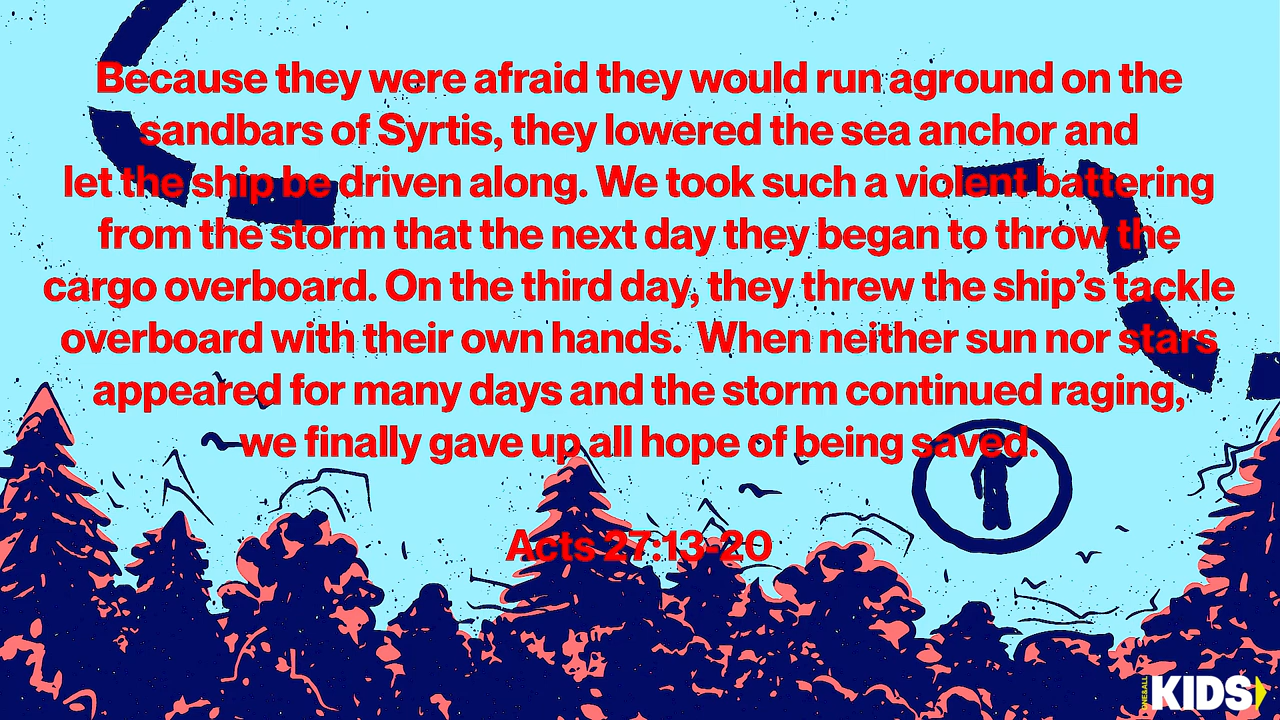 Because they were afraid they would run aground on the
sandbars of Syrtis, they lowered the sea anchor and
let the ship be driven along. We took such a violent battering
from the storm that the next day they began to throw the
cargo overboard. On the third day, they threw the ship’s tackle
overboard with their own hands.  When neither sun nor stars
appeared for many days and the storm continued raging,
we finally gave up all hope of being saved.
Acts 27:13-20
ONE&ALL
KIDS